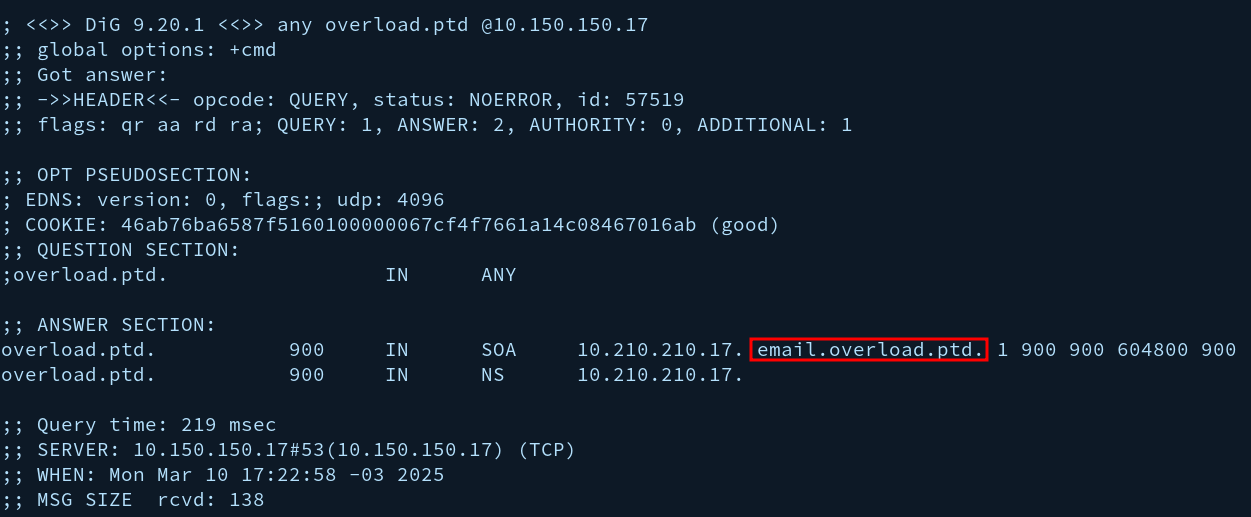 ; <<>> DiG 9.20.1 <<>> any overload.ptd @10.150.150.17
;; global options: +cmd
;; Got answer:
;; ->>HEADER<<- opcode: QUERY, status: NOERROR, id: 57519
;; flags: qr aa rd ra; QUERY: 1, ANSWER: 2, AUTHORITY: 0, ADDITIONAL: 1
;; OPT PSEUDOSECTION:
; EDNS: version: 0, flags:; udp: 4096
; COOKIE: 46ab76ba6587f5160100000067cf4f7661a14c08467016ab (good)
;; QUESTION SECTION:
;overload.ptd. IN ANY
;; ANSWER SECTION:
overload.ptd. 900 IN SOA 10.210.210.17. email.overload.ptd. 1 900 900 604800 900
overload.ptd. 900 IN NS 10.210.210.17.
;; Query time: 219 msec
;; SERVER: 10.150.150.17#53(10.150.150.17) (TCP)
;; WHEN: Mon Mar 10 17:22:58 -03 2025
;; MSG SIZE rcvd: 138